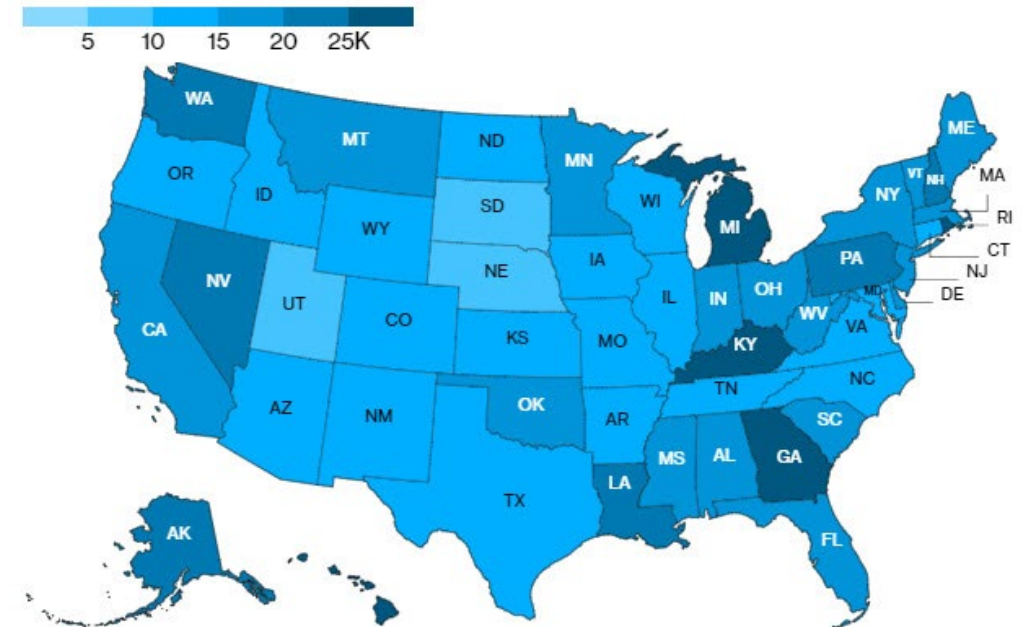 5 10 15 20 25K
WA
MT
ND
MN
ME
OR
ID
SD
WI
VT
NH
MA
NY
RI
WY
MI
CT
NV
UT
NE
IA
PA
NJ
CO
IL
IN
OH
MD
DE
CA
KS
MO
KY
WV
VA
AZ
NM
OK
AR
TN
NC
SC
TX
LA
MS
AL
GA
AK
FL